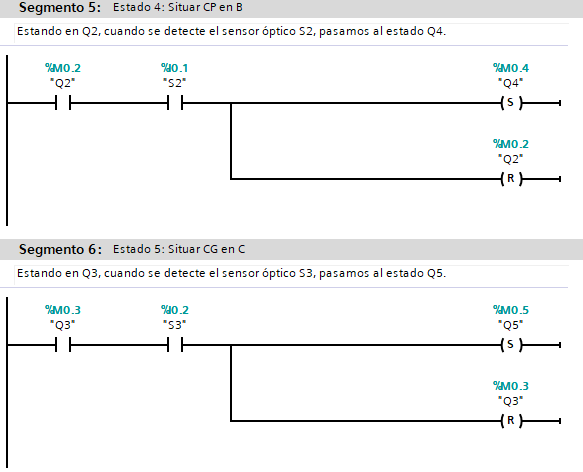 Segmento 5: Estado 4: Situar CP en B
Estando en Q2, cuando se detecte el sensor óptico S2, pasamos al estado Q4.
%M0.2 %I0.1 %M0.4
"Q2" "S2" "Q4"
S
%M0.2
"Q2"
R
Segmento 6: Estado 5: Situar CG en C
Estando en Q3, cuando se detecte el sensor óptico S3, pasamos al estado Q5.
%M0.3 %I0.2 %M0.5
"Q3" "S3" "Q5"
S
%M0.3
"Q3"
R